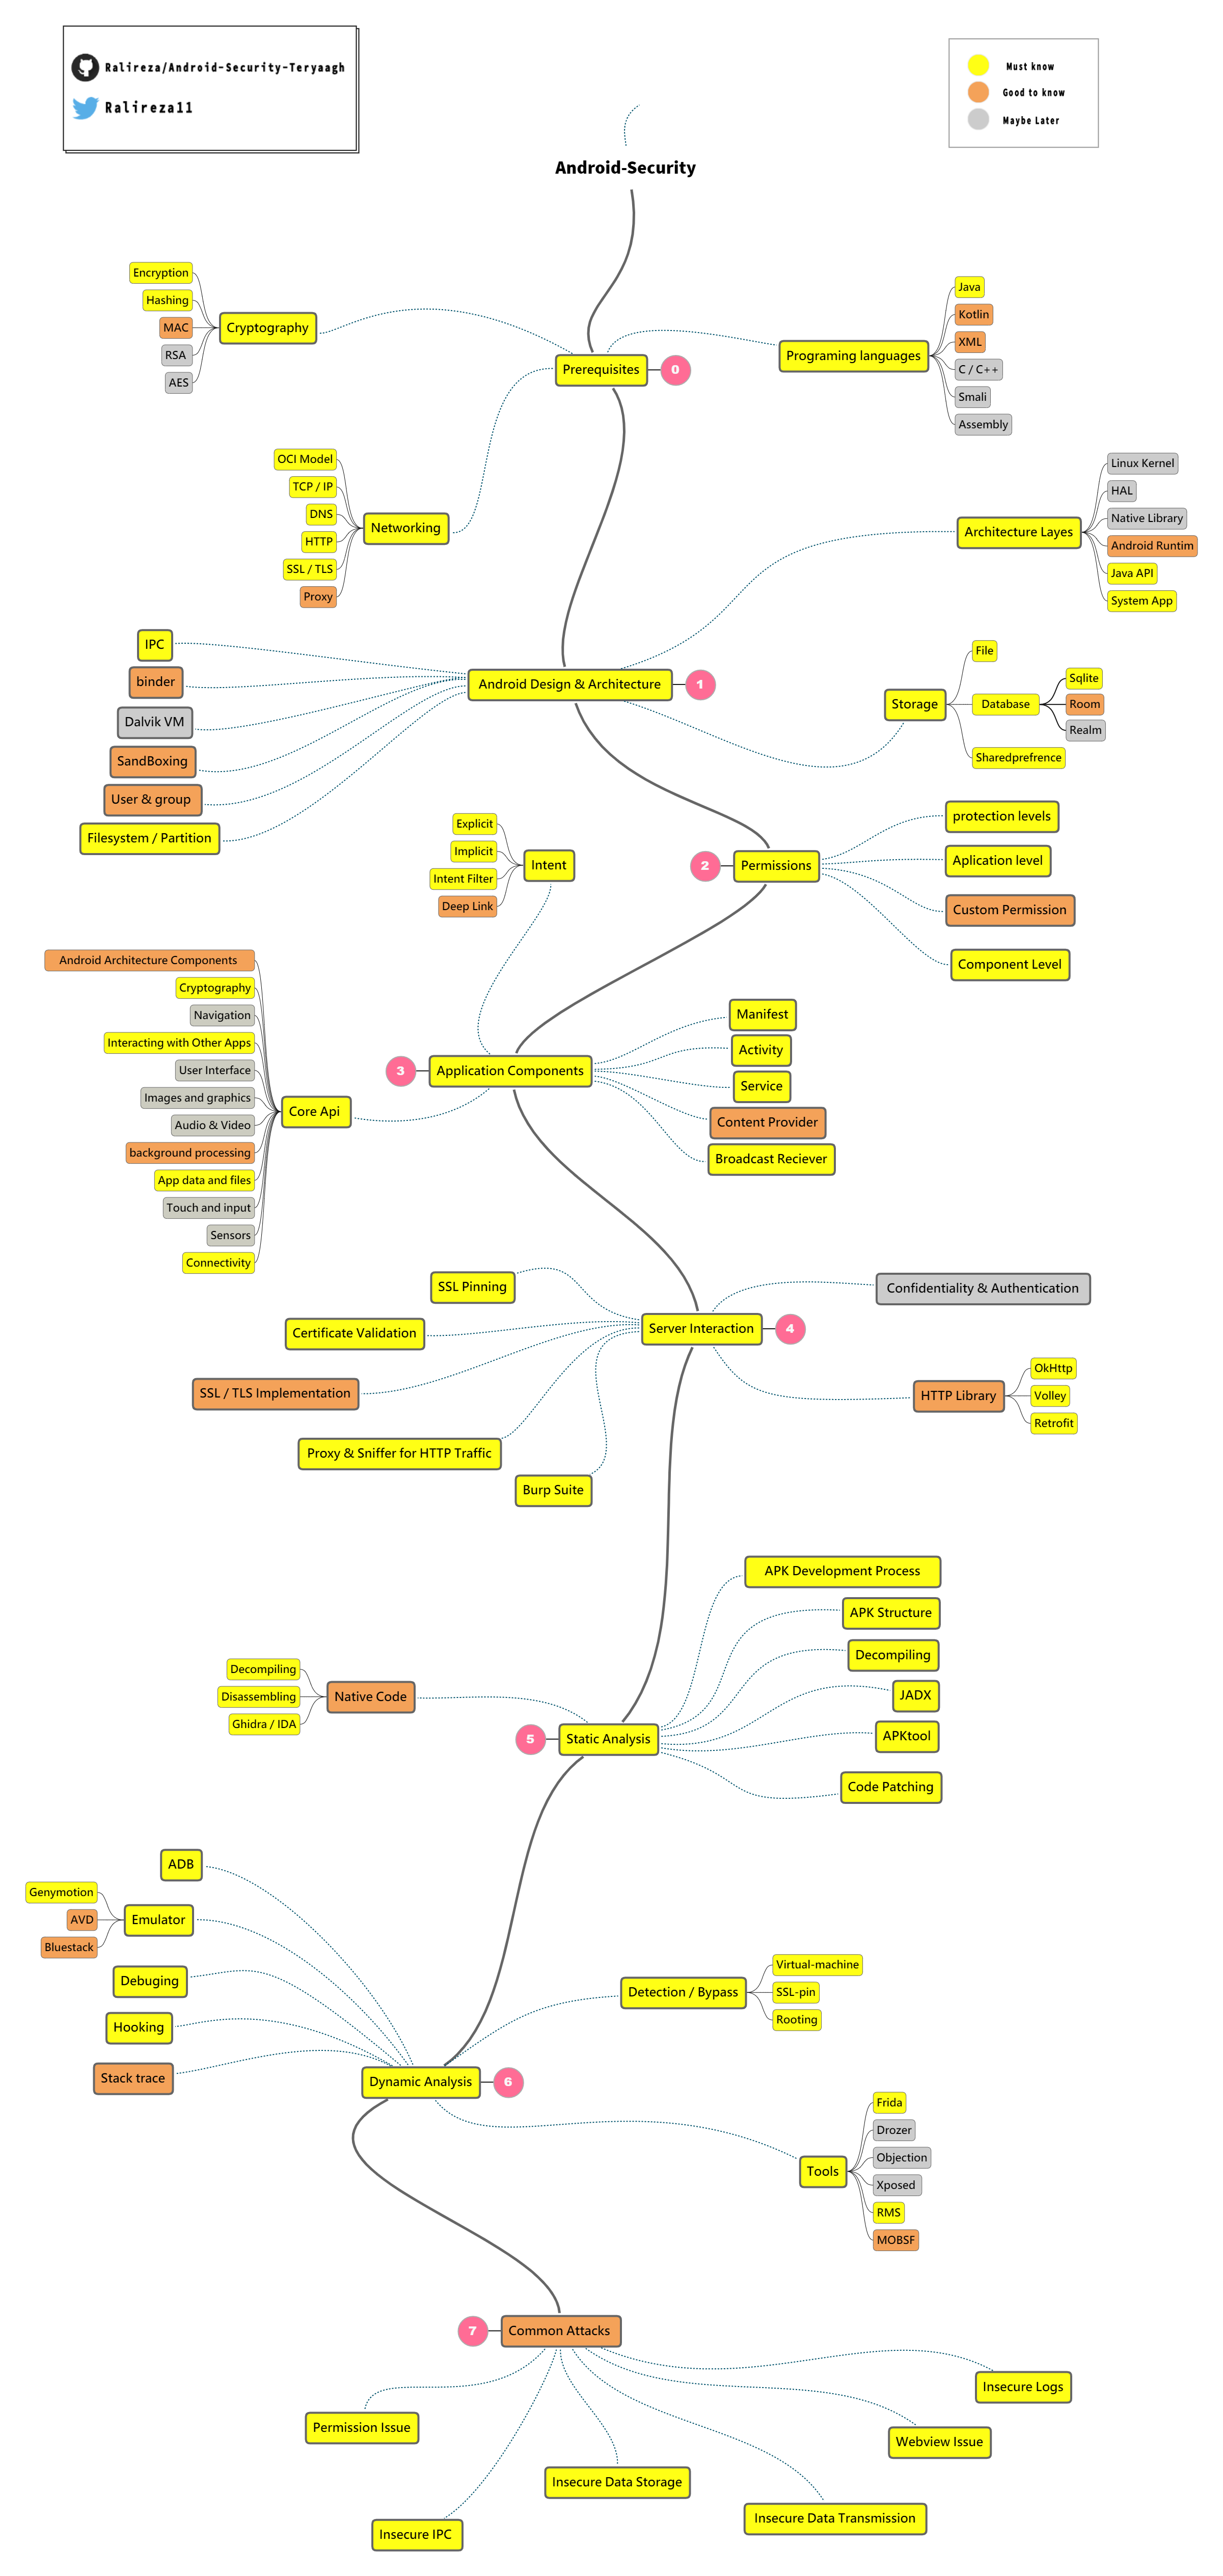 Ralireza/Android-Security-Teryaagh
Ralireza11
Must know
Good to know
Maybe Later
Android-Security
Encryption
Hashing
MAC
RSA
AES
Cryptography
Prerequisites
0
Programing languages
Java
Kotlin
XML
C / C++
Smali
Assembly
OCI Model
TCP / IP
DNS
HTTP
SSL / TLS
Proxy
Networking
Architecture Layes
Linux Kernel
HAL
Native Library
Android Runtim
Java API
System App
IPC
binder
Dalvik VM
SandBoxing
User & group
Filesystem / Partition
Android Design & Architecture
1
Storage
File
Database
Sqlite
Room
Realm
Sharedprefrence
Explicit
Implicit
Intent Filter
Deep Link
Intent
2
Permissions
protection levels
Aplication level
Custom Permission
Component Level
Android Architecture Components
Cryptography
Navigation
Interacting with Other Apps
User Interface
Images and graphics
Audio & Video
background processing
App data and files
Touch and input
Sensors
Connectivity
Core Api
3
Application Components
Manifest
Activity
Service
Content Provider
Broadcast Reciever
SSL Pinning
Certificate Validation
SSL / TLS Implementation
Proxy & Sniffer for HTTP Traffic
Burp Suite
Server Interaction
4
Confidentiality & Authentication
HTTP Library
OkHttp
Volley
Retrofit
APK Development Process
APK Structure
Decompiling
JADX
APKtool
Code Patching
Decompiling
Disassembling
Ghidra / IDA
Native Code
5
Static Analysis
ADB
Genymotion
AVD
Bluestack
Emulator
Debuging
Hooking
Stack trace
Detection / Bypass
Virtual-machine
SSL-pin
Rooting
Dynamic Analysis
6
Tools
Frida
Drozer
Objection
Xposed
RMS
MOBSF
7
Common Attacks
Insecure Logs
Permission Issue
Webview Issue
Insecure Data Storage
Insecure Data Transmission
Insecure IPC